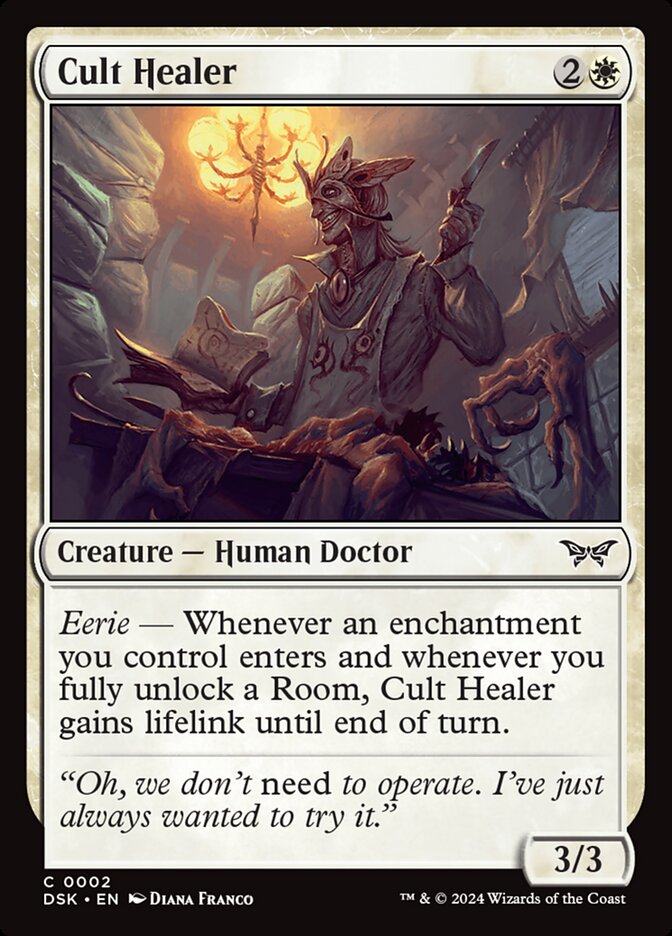 Cult Healer 2
Creature — Human Doctor
Eerie — Whenever an enchantment
you control enters and whenever you
fully unlock a Room, Cult Healer
gains lifelink until end of turn.
“Oh, we don’t need to operate. I’ve just
always wanted to try it.”
3/3
C 0002
DSK • EN Diana Franco ™ & © 2024 Wizards of the Coast